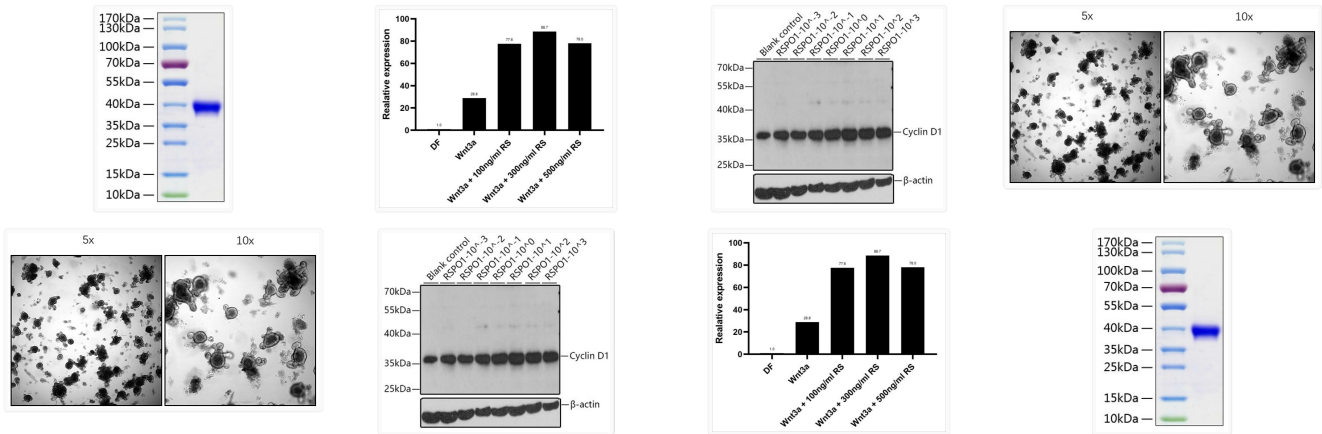 170kDa
130kDa
100kDa
70kDa
55kDa
40kDa
35kDa
25kDa
15kDa
10kDa
Realative expression
100
80
60
40
20
0
1.0
28.8
77.6
88.7
78.0
DF
Wnt3a
Wnt3a + 100ng/ml RS
Wnt3a + 300ng/ml RS
Wnt3a + 500ng/ml RS
Blank control
RSPO1-10^-3
RSPO1-10^-2
RSPO1-10^-1
RSPO1-10^0
RSPO1-10^1
RSPO1-10^2
RSPO1-10^3
70kDa
55kDa
40kDa
35kDa
25kDa
Cyclin D1
β-actin
5x 10x
5x 10x
Blank control
RSPO1-10^-3
RSPO1-10^-2
RSPO1-10^-1
RSPO1-10^0
RSPO1-10^1
RSPO1-10^2
RSPO1-10^3
70kDa
55kDa
40kDa
35kDa
25kDa
Cyclin D1
β-actin
Realative expression
100
80
60
40
20
0
1.0
28.8
77.6
88.7
78.0
DF
Wnt3a
Wnt3a + 100ng/ml RS
Wnt3a + 300ng/ml RS
Wnt3a + 500ng/ml RS
170kDa
130kDa
100kDa
70kDa
55kDa
40kDa
35kDa
25kDa
15kDa
10kDa